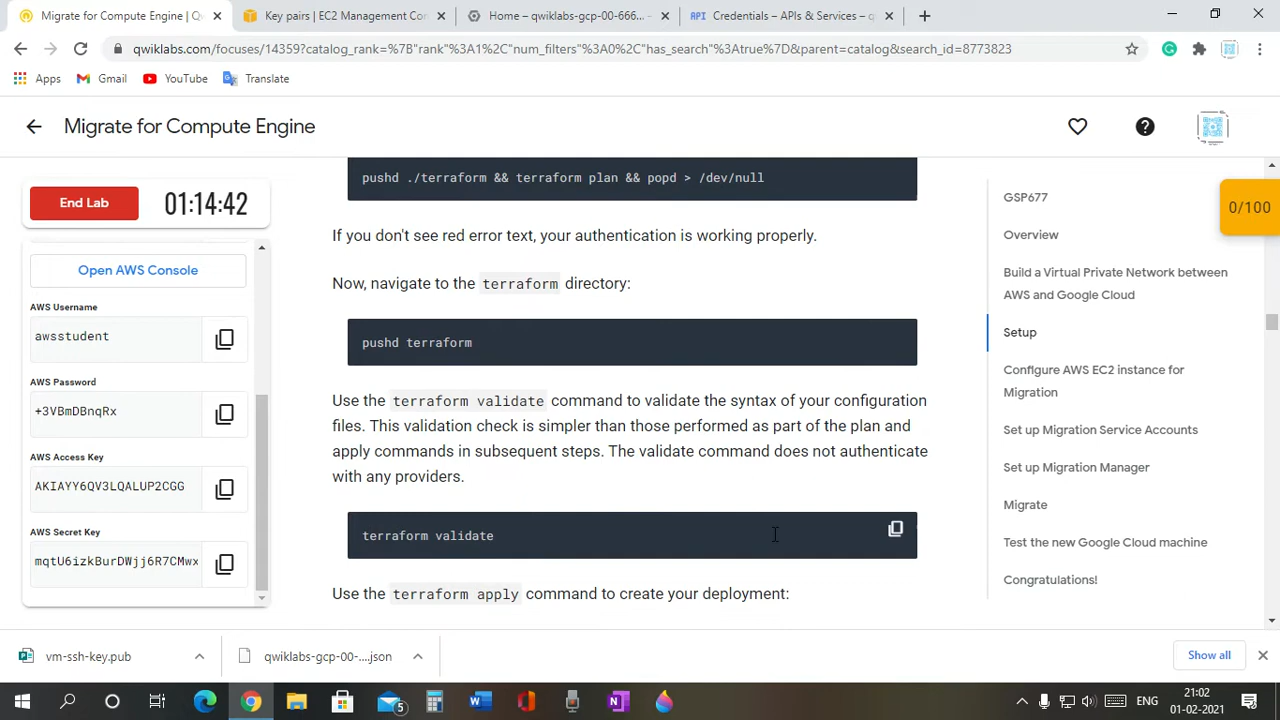 Migrate for Compute Engine | Q
Key pairs | EC2 Management Con
Home – qwiklabs-gcp-00-666...
API Credentials – APIs & Services – q
qwiklabs.com/focuses/14359?catalog_rank=%7B"rank"%3A1%2C"num_filters"%3A0%2C"has_search"%3Atrue%7D&parent=catalog&search_id=8773823
Apps
Gmail
YouTube
Translate
Migrate for Compute Engine
End Lab
01:14:42
Open AWS Console
AWS Username
awsstudent
AWS Password
+3VBmDBnqRx
AWS Access Key
AKIAYY6QV3LQALUP2CGG
AWS Secret Key
mqtU6izkBurDWjj6R7CMwx
pushd ./terraform && terraform plan && popd > /dev/null
If you don't see red error text, your authentication is working properly.
Now, navigate to the terraform directory:
pushd terraform
Use the terraform validate command to validate the syntax of your configuration
files. This validation check is simpler than those performed as part of the plan and
apply commands in subsequent steps. The validate command does not authenticate
with any providers.
terraform validate
Use the terraform apply command to create your deployment:
GSP677
Overview
Build a Virtual Private Network between
AWS and Google Cloud
Setup
Configure AWS EC2 instance for
Migration
Set up Migration Service Accounts
Set up Migration Manager
Migrate
Test the new Google Cloud machine
Congratulations!
0/100
vm-ssh-key.pub
qwiklabs-gcp-00-....json
Show all
5
ENG
21:02
01-02-2021